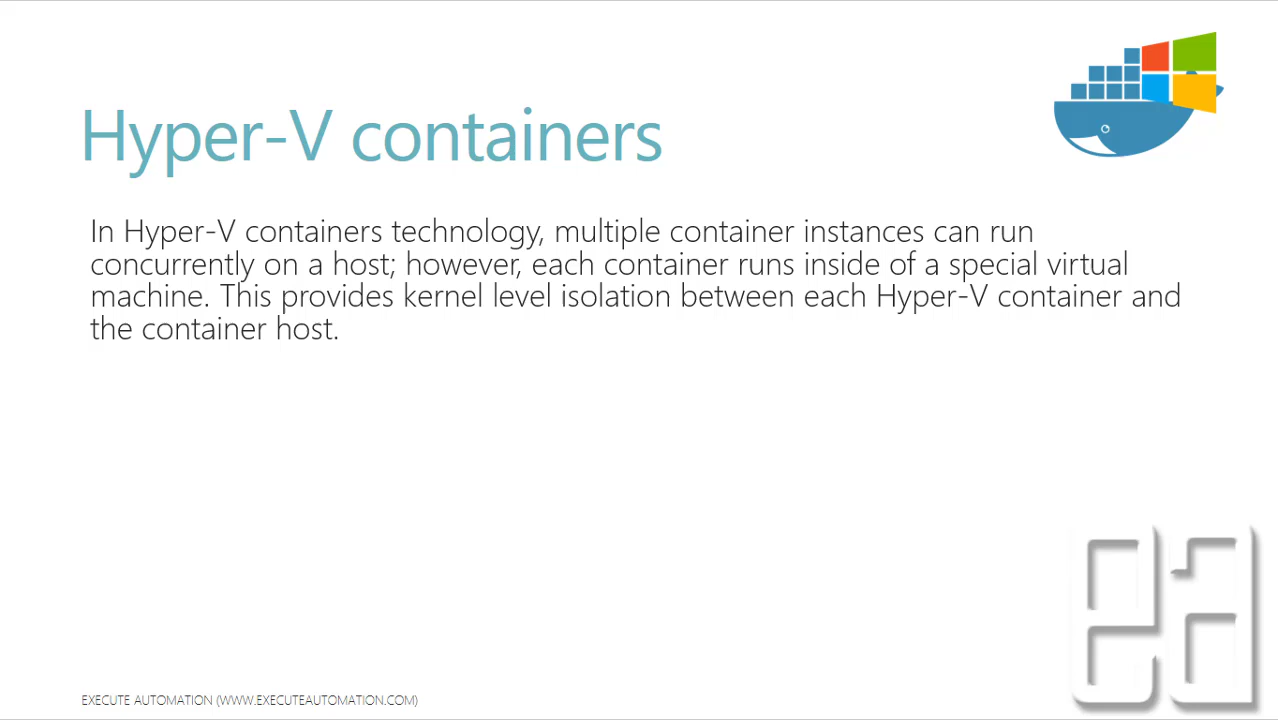 Hyper-V containers
In Hyper-V containers technology, multiple container instances can run
concurrently on a host; however, each container runs inside of a special virtual
machine. This provides kernel level isolation between each Hyper-V container and
the container host.
ea
EXECUTE AUTOMATION (WWW.EXECUTEAUTOMATION.COM)